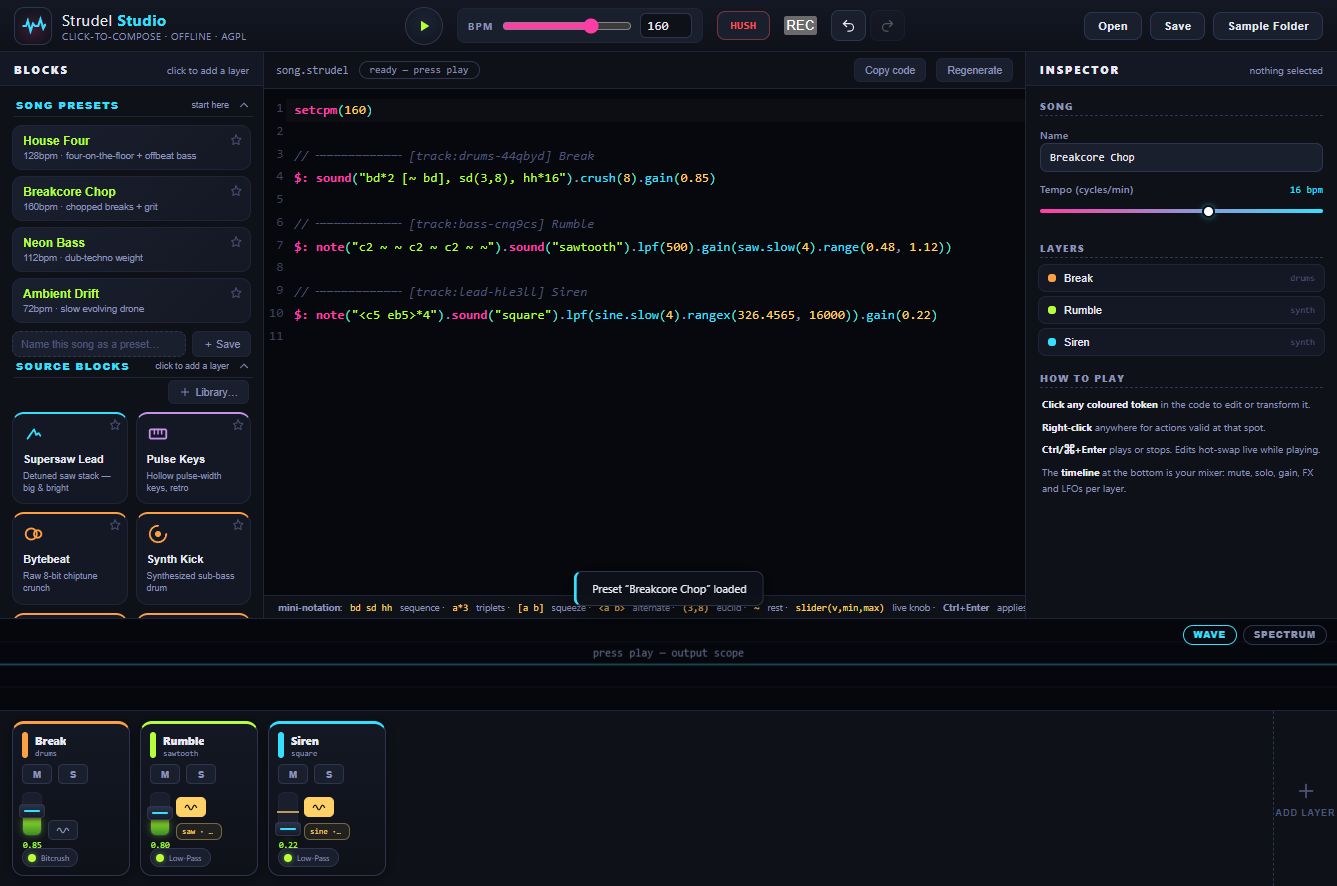 Strudel Studio
CLICK-TO-COMPOSE · OFFLINE · AGPL
BPM
160
HUSH
REC
Open
Save
Sample Folder
BLOCKS
click to add a layer
SONG PRESETS
start here
House Four
128bpm · four-on-the-floor + offbeat bass
Breakcore Chop
160bpm · chopped breaks + grit
Neon Bass
112bpm · dub-techno weight
Ambient Drift
72bpm · slow evolving drone
Name this song as a preset…
+ Save
SOURCE BLOCKS
click to add a layer
+ Library…
Supersaw Lead
Detuned saw stack —
big & bright
Pulse Keys
Hollow pulse-width
keys, retro
Bytebeat
Raw 8-bit chiptune
crunch
Synth Kick
Synthesized sub-bass
drum
song.strudel
ready — press play
Copy code
Regenerate
1 setcpm(160)
2
3 // ────────────── [track:drums-44qbyd] Break
4 $: sound("bd*2 [~ bd], sd(3,8), hh*16").crush(8).gain(0.85)
5
6 // ────────────── [track:bass-cnq9cs] Rumble
7 $: note("c2 ~ ~ c2 ~ c2 ~ ~").sound("sawtooth").lpf(500).gain(saw.slow(4).range(0.48, 1.12))
8
9 // ────────────── [track:lead-hle3ll] Siren
10 $: note("<c5 eb5>*4").sound("square").lpf(sine.slow(4).rangex(326.4565, 16000)).gain(0.22)
11
Preset “Breakcore Chop” loaded
mini-notation: bd sd hh sequence · a*3 triplets · [a b] squeeze · <a b> alternate · (3,8) euclid · ~ rest · slider(v,min,max) live knob · Ctrl+Enter applies
INSPECTOR
nothing selected
SONG
Name
Breakcore Chop
Tempo (cycles/min)
16 bpm
LAYERS
Break
drums
Rumble
synth
Siren
synth
HOW TO PLAY
Click any coloured token in the code to edit or transform it.
Right-click anywhere for actions valid at that spot.
Ctrl/⌘+Enter plays or stops. Edits hot-swap live while playing.
The timeline at the bottom is your mixer: mute, solo, gain, FX
and LFOs per layer.
WAVE
SPECTRUM
press play — output scope
Break
drums
M
S
0.85
Bitcrush
Rumble
sawtooth
M
S
saw · …
0.80
Low-Pass
Siren
square
M
S
sine ·…
0.22
Low-Pass
+
ADD LAYER